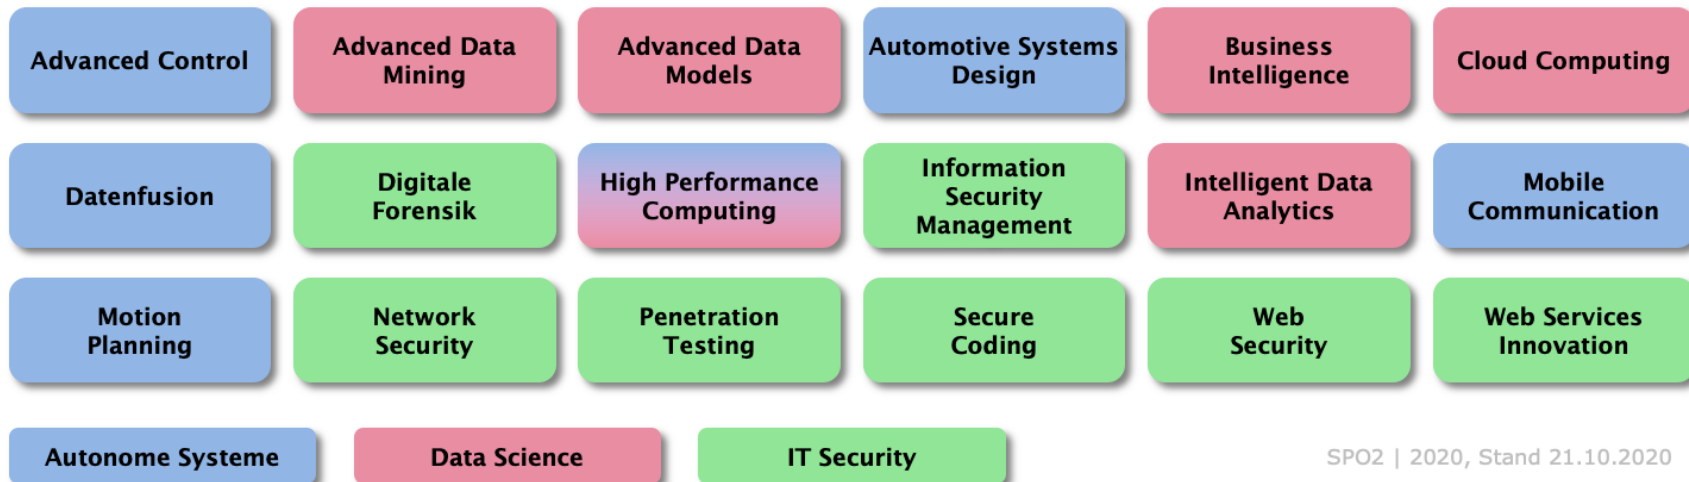 Advanced Control
Advanced Data
Mining
Advanced Data
Models
Automotive Systems
Design
Business
Intelligence
Cloud Computing
Datenfusion
Digitale
Forensik
High Performance
Computing
Information
Security
Management
Intelligent Data
Analytics
Mobile
Communication
Motion
Planning
Network
Security
Penetration
Testing
Secure
Coding
Web
Security
Web Services
Innovation
Autonome Systeme
Data Science
IT Security
SPO2 | 2020, Stand 21.10.2020